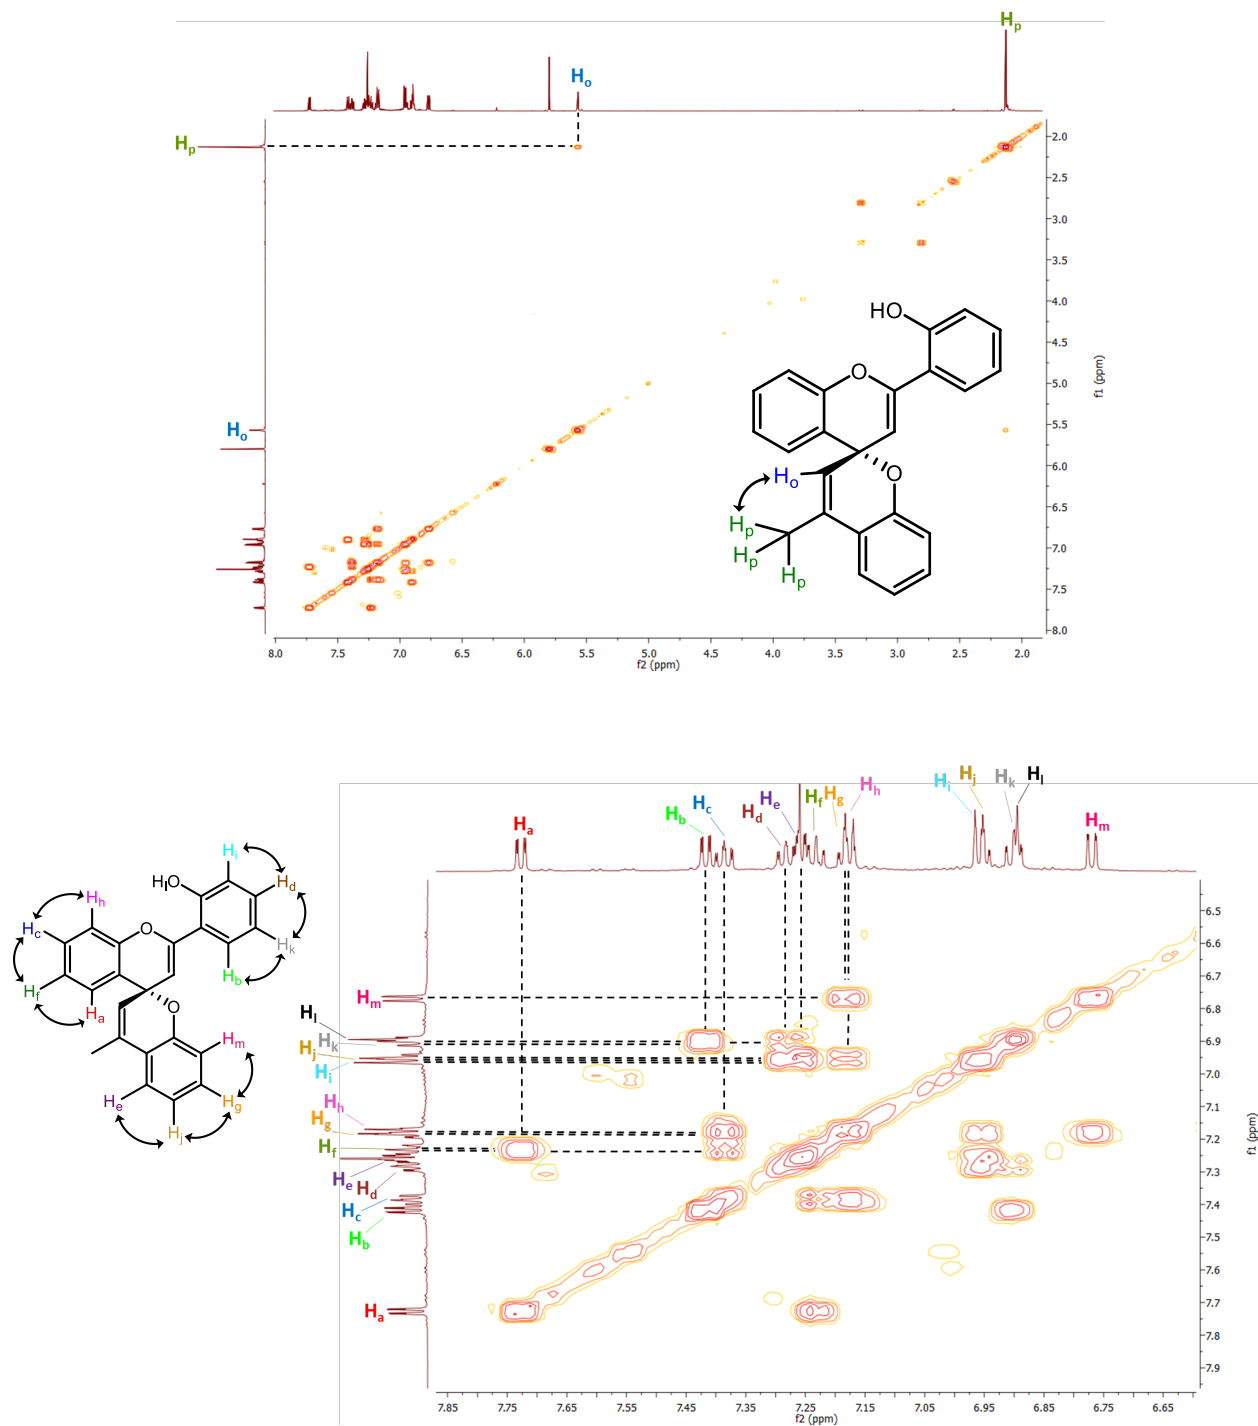 Hp
Ho
Hp
2.0
2.5
3.0
3.5
4.0
4.5
5.0
5.5
6.0
6.5
7.0
7.5
8.0
f1 (ppm)
Ho
HO
O
O
Ho
Hp
Hp
Hp
8.0 7.5 7.0 6.5 6.0 5.5 5.0 4.5 4.0 3.5 3.0 2.5 2.0
f2 (ppm)
Ha
Hb
Hc
Hd
He
Hf
Hg
Hh
Hi
Hj
Hk
Hl
Hm
Hi
HlO
Hd
Hh
Hc
O
Hk
Hf
Hb
Ha
O
Hm
He
Hg
Hj
Hm
Hl
Hk
Hj
Hi
Hh
Hg
Hf
He
Hd
Hc
Hb
Ha
6.5
6.6
6.7
6.8
6.9
7.0
7.1
7.2
7.3
7.4
7.5
7.6
7.7
7.8
7.9
f1 (ppm)
7.85 7.75 7.65 7.55 7.45 7.35 7.25 7.15 7.05 6.95 6.85 6.75 6.65
f2 (ppm)